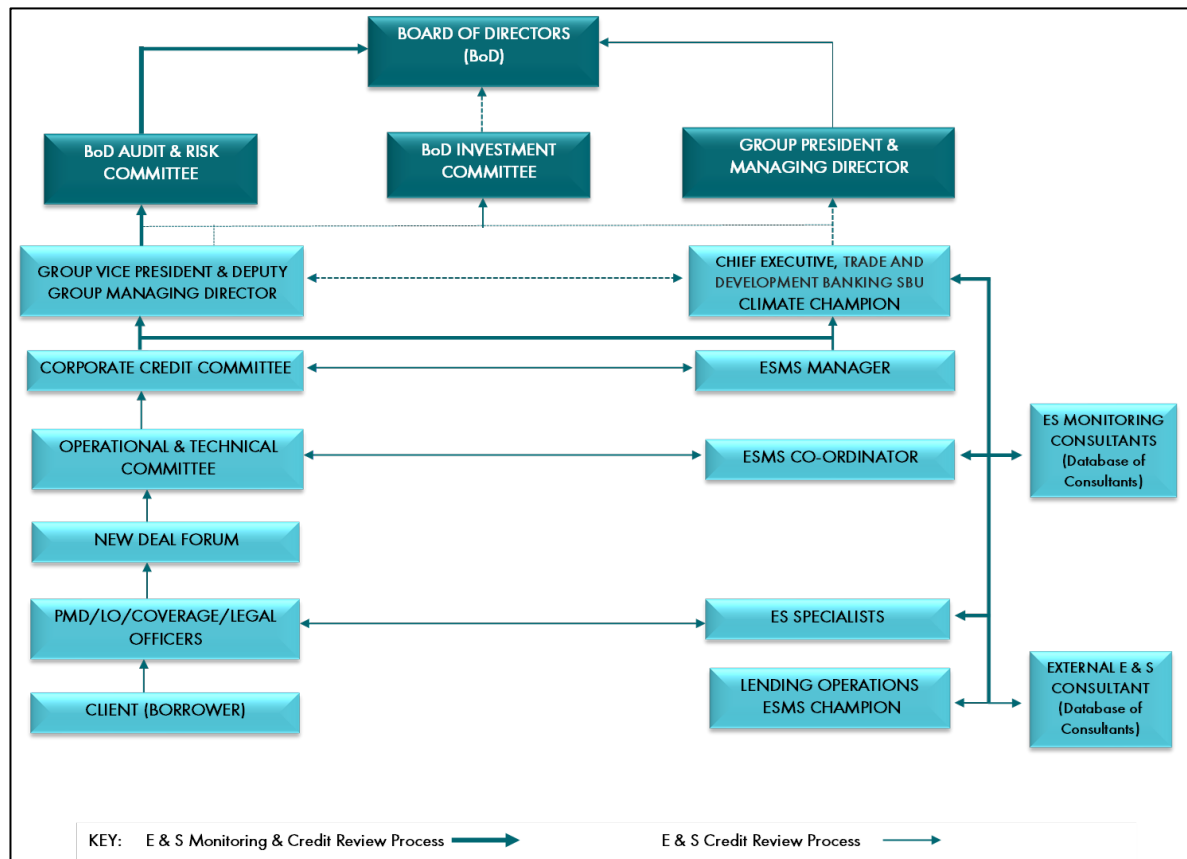 BOARD OF DIRECTORS
(BoD)
BoD AUDIT & RISK
COMMITTEE
BoD INVESTMENT
COMMITTEE
GROUP PRESIDENT &
MANAGING DIRECTOR
GROUP VICE PRESIDENT & DEPUTY
GROUP MANAGING DIRECTOR
CHIEF EXECUTIVE, TRADE AND
DEVELOPMENT BANKING SBU
CLIMATE CHAMPION
CORPORATE CREDIT COMMITTEE
ESMS MANAGER
OPERATIONAL & TECHNICAL
COMMITTEE
ESMS CO-ORDINATOR
ES MONITORING
CONSULTANTS
(Database of
Consultants)
NEW DEAL FORUM
PMD/LO/COVERAGE/LEGAL
OFFICERS
ES SPECIALISTS
CLIENT (BORROWER)
LENDING OPERATIONS
ESMS CHAMPION
EXTERNAL E & S
CONSULTANT
(Database of
Consultants)
KEY: E & S Monitoring & Credit Review Process
E & S Credit Review Process